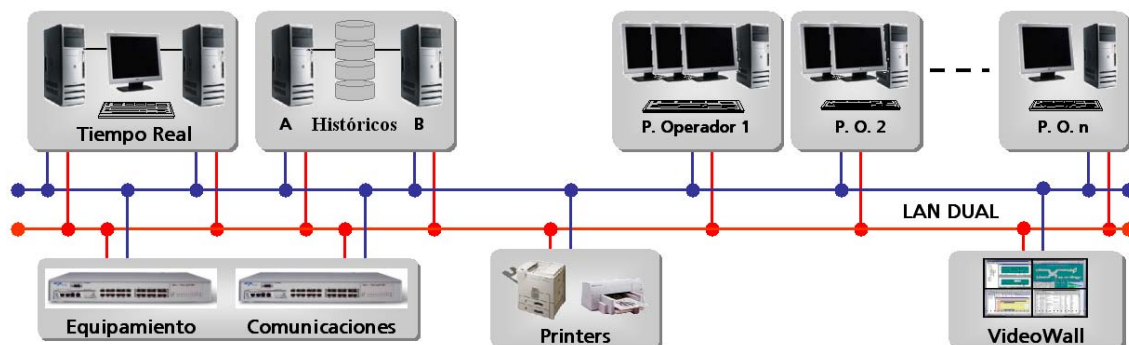 Tiempo Real
A Históricos B
P. Operador 1
P. O. 2
P. O. n
LAN DUAL
Equipamiento
Comunicaciones
Printers
VideoWall